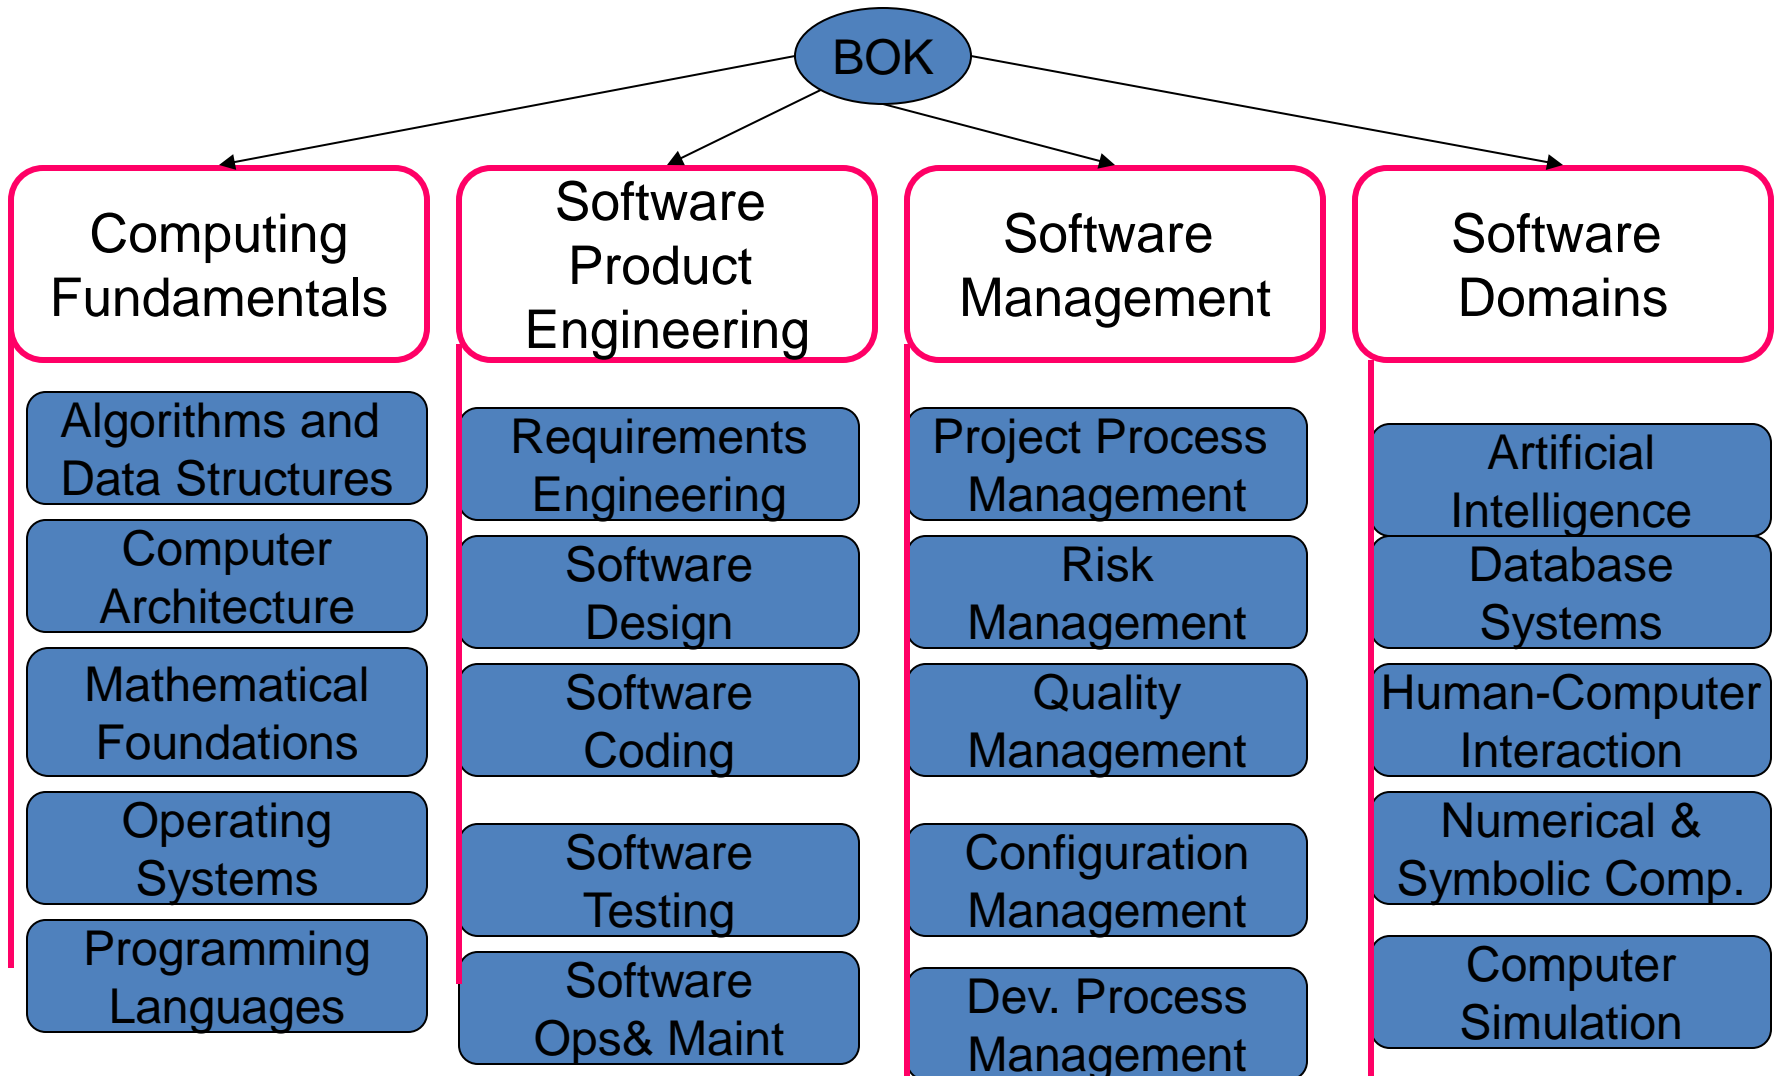 BOK
Computing
Fundamentals
Software
Product
Engineering
Software
Management
Software
Domains
Algorithms and
Data Structures
Computer
Architecture
Mathematical
Foundations
Operating
Systems
Programming
Languages
Requirements
Engineering
Software
Design
Software
Coding
Software
Testing
Software
Ops& Maint
Project Process
Management
Risk
Management
Quality
Management
Configuration
Management
Dev. Process
Management
Artificial
Intelligence
Database
Systems
Human-Computer
Interaction
Numerical &
Symbolic Comp.
Computer
Simulation